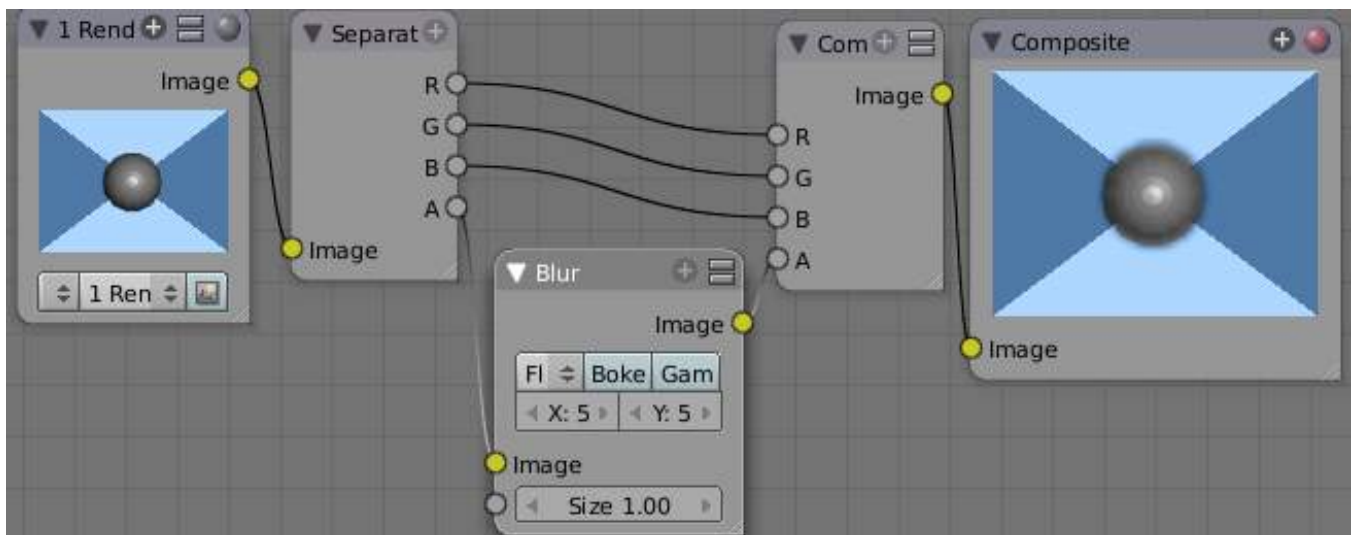 1 Rend
Image
1 Ren
Separat
R
G
B
A
Image
Blur
Image
Fl
Boke
Gam
X: 5
Y: 5
Image
Size 1.00
Com
Image
R
G
B
A
Composite
Image